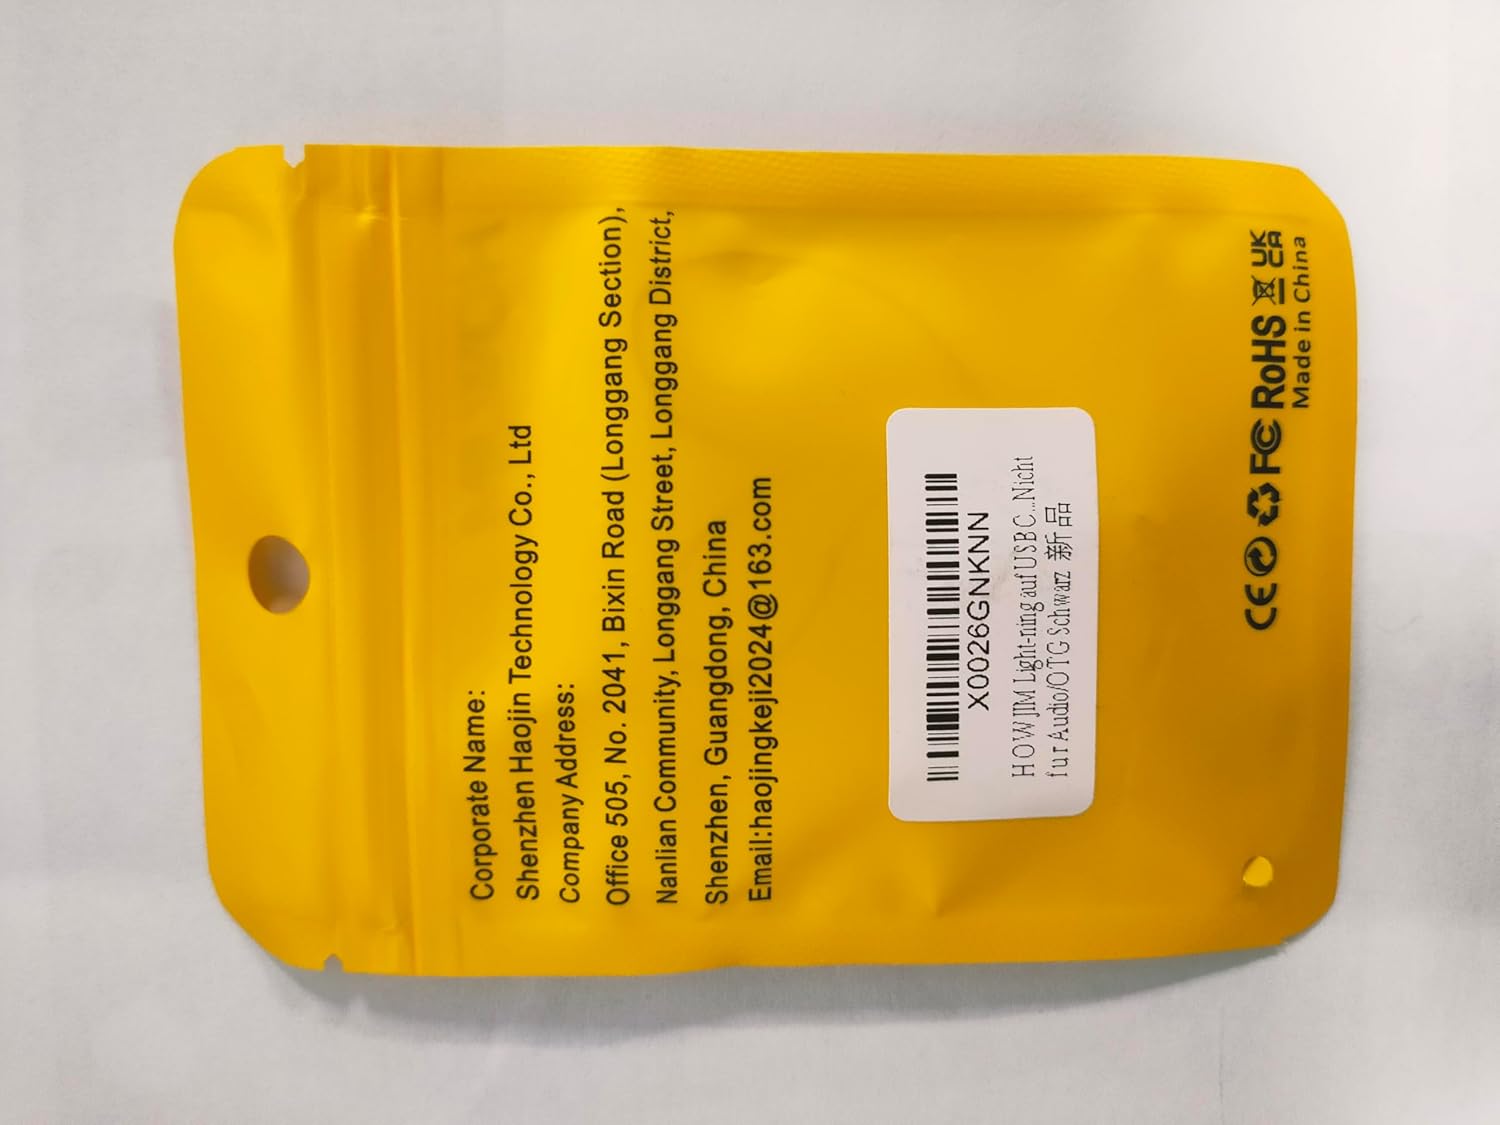 Corporate Name:
Shenzhen Haojin Technology Co., Ltd
Company Address:
Office 505, No. 2041, Bixin Road (Longgang Section),
Nanlian Community, Longgang Street, Longgang District,
Shenzhen, Guangdong, China
Email:haojingkeji2024@163.com
X0026GNKNN
HOWJIM Light-ning auf USB C...Nicht
fur Audio/OTG Schwarz 新品
CE FC RoHS UK
CA
Made in China